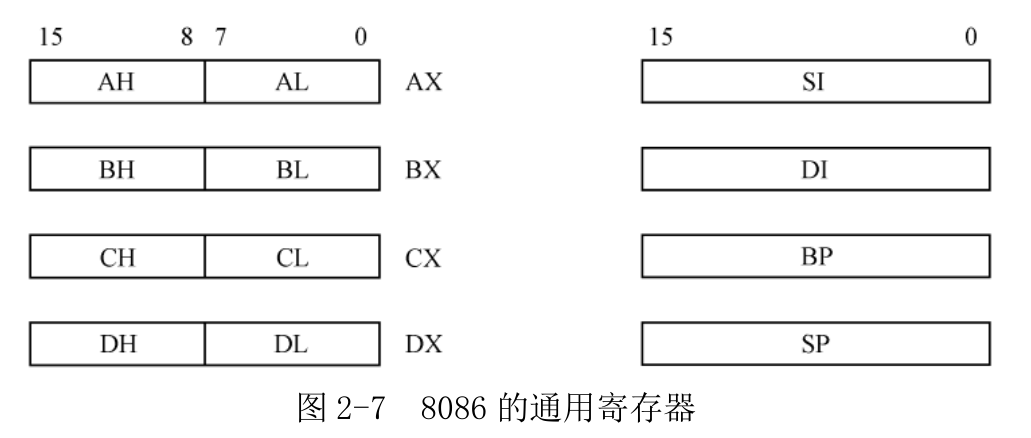 15 8 7 0 15 0
AH AL AX SI
BH BL BX DI
CH CL CX BP
DH DL DX SP
图 2-7 8086 的通用寄存器